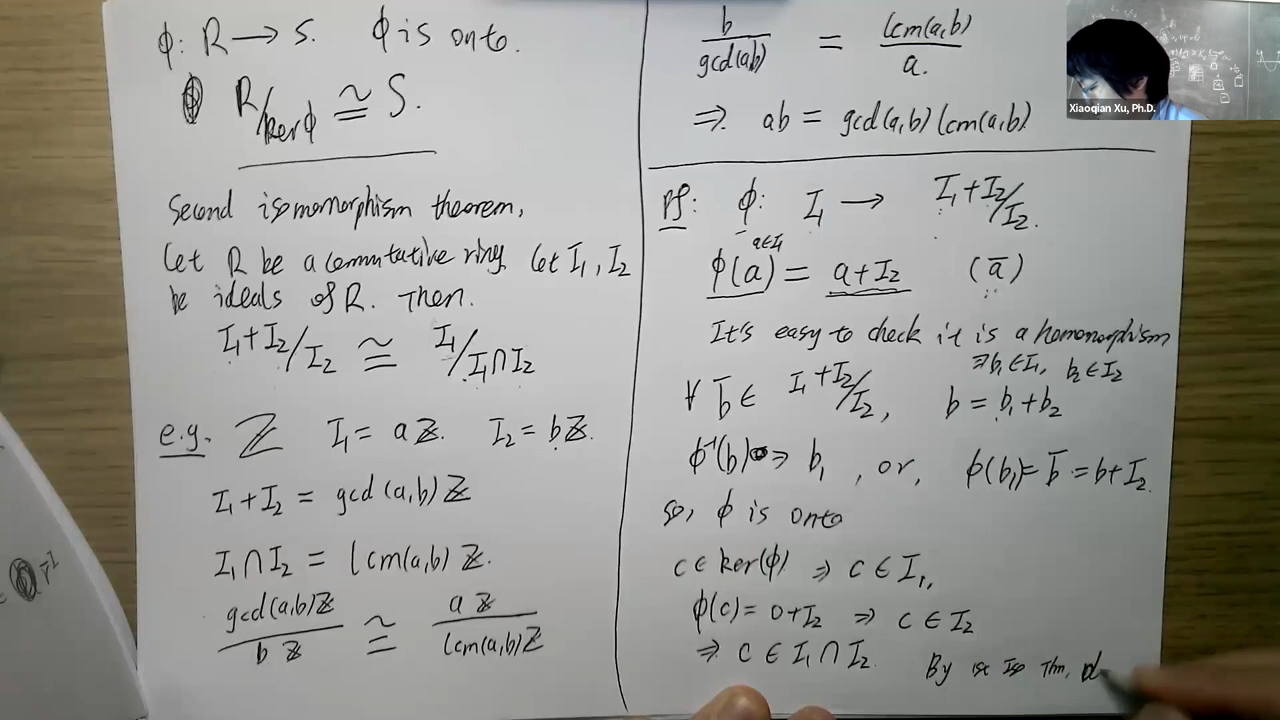 ϕ: R → S. ϕ is onto.
R/kerϕ ≅ S.
Second isomomorphism theorem,
Let R be a commutative ring. Let I₁, I₂
be ideals of R. Then.
I₁+I₂/I₂ ≅ I₁/I₁∩I₂
e.g. ℤ I₁ = aℤ. I₂ = bℤ.
I₁+I₂ = gcd(a,b)ℤ
I₁∩I₂ = lcm(a,b)ℤ.
gcd(a,b)ℤ/bℤ ≅ aℤ/lcm(a,b)ℤ
b/gcd(ab) = lcm(a,b)/a.
⇒ ab = gcd(a,b) lcm(a,b)
pf: ϕ: I₁ → I₁+I₂/I₂.
a∈I₁
ϕ(a) = a+I₂ (ā)
It's easy to check it is a homomorphism
∃b₁∈I₁, b₂∈I₂
∀ b̄ ∈ I₁+I₂/I₂, b = b₁+b₂
ϕ⁻¹(b) ⇒ b₁, or, ϕ(b₁) = b̄ = b+I₂.
so, ϕ is onto
c ∈ ker(ϕ) ⇒ c ∈ I₁,
ϕ(c) = 0+I₂ ⇒ c ∈ I₂
⇒ c ∈ I₁∩I₂. By 1st Iso Thm,
Xiaoqian Xu, Ph.D.